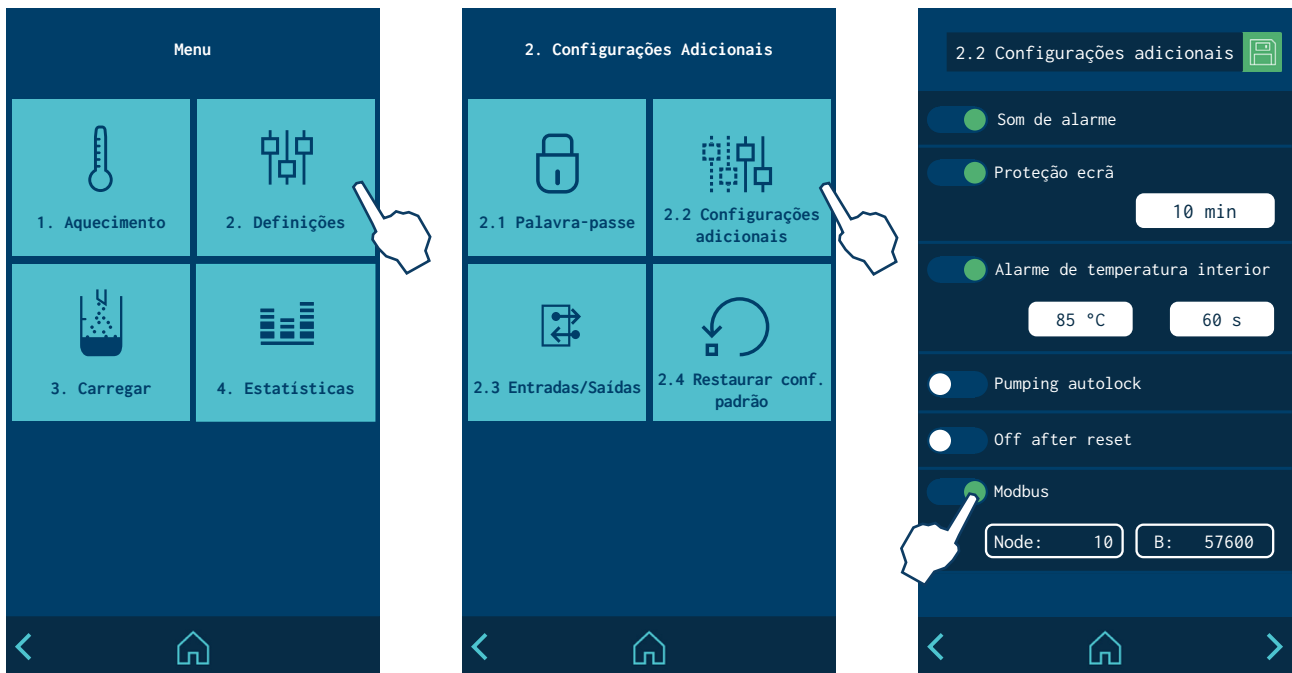 Menu
1. Aquecimento
2. Definições
3. Carregar
4. Estatísticas
2. Configurações Adicionais
2.1 Palavra-passe
2.2 Configurações
adicionais
2.3 Entradas/Saídas
2.4 Restaurar conf.
padrão
2.2 Configurações adicionais
Som de alarme
Proteção ecrã
10 min
Alarme de temperatura interior
85 °C
60 s
Pumping autolock
Off after reset
Modbus
Node: 10
B: 57600